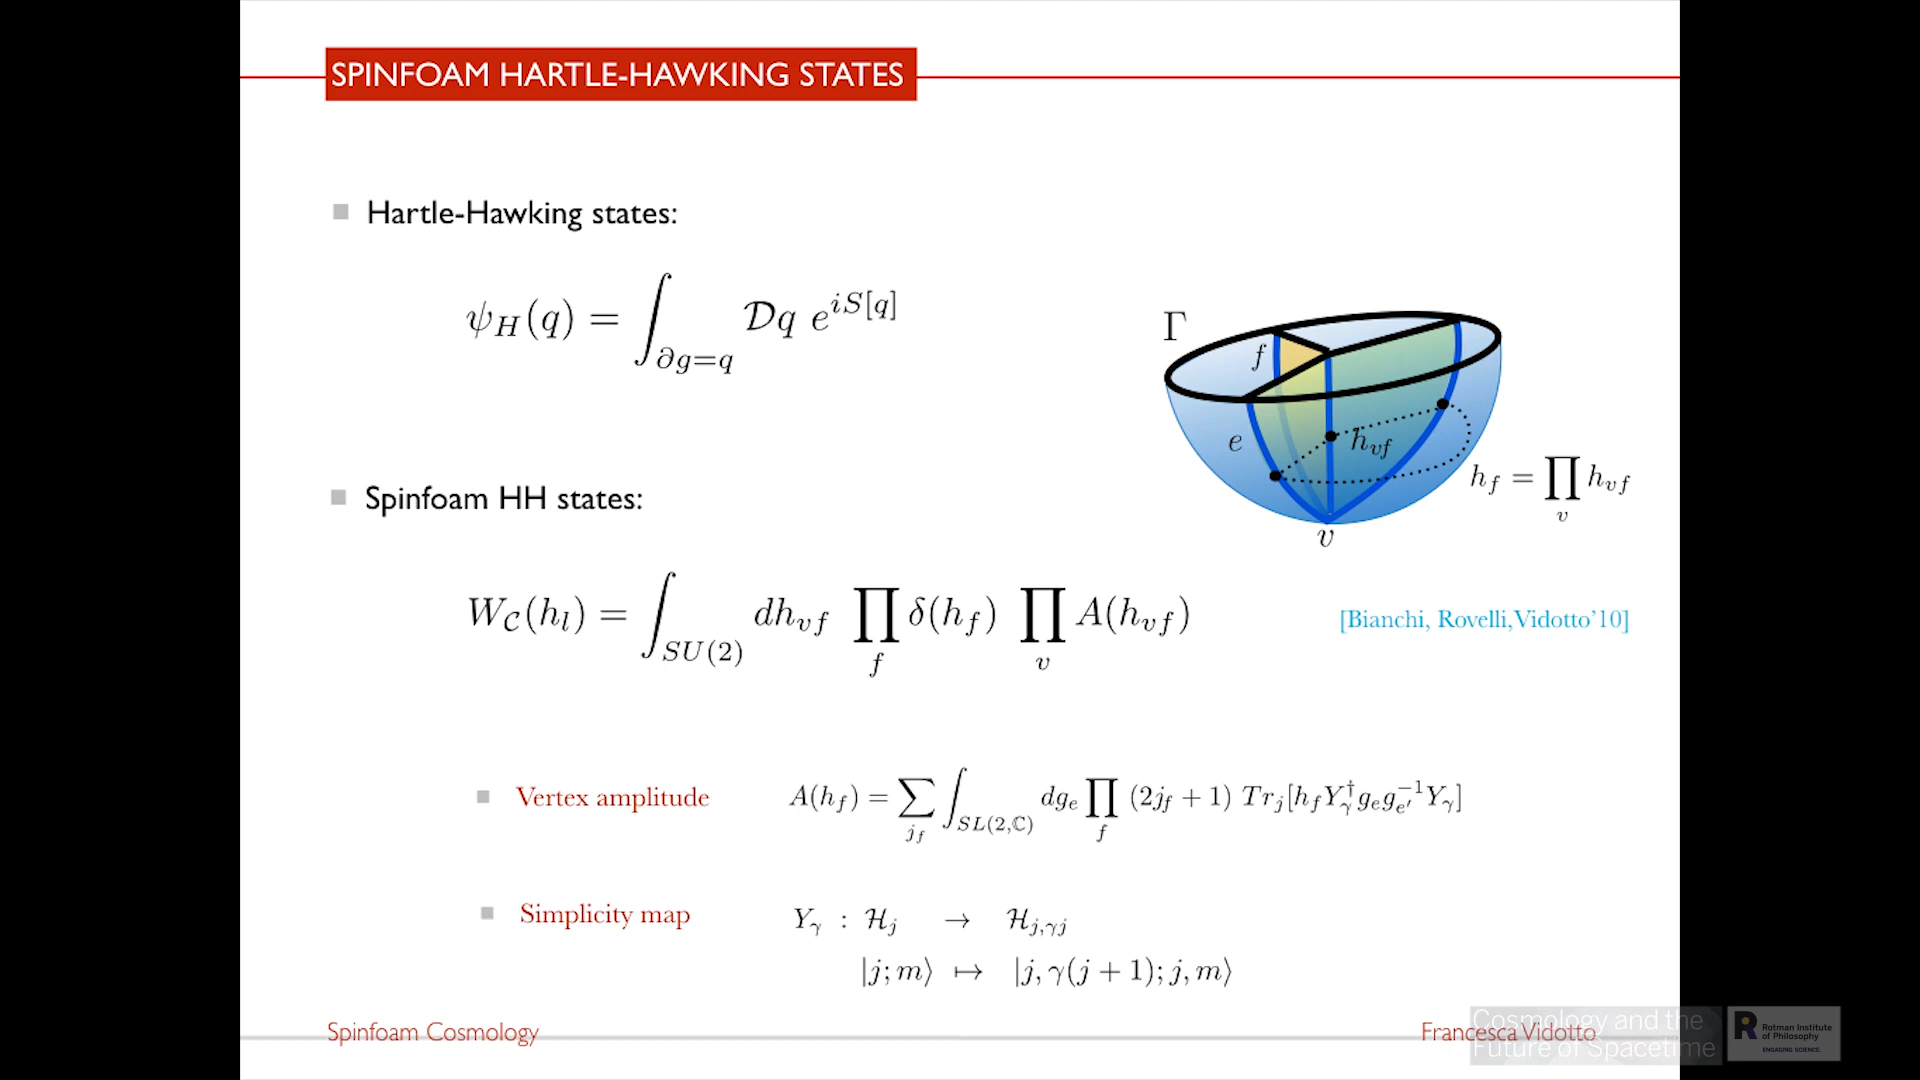 SPINFOAM HARTLE-HAWKING STATES
Hartle-Hawking states:
ψ_H(q) = ∫_{∂g=q} 𝒟q e^{iS[q]}
Γ
f
e
h_{vf}
h_f = ∏_v h_{vf}
v
Spinfoam HH states:
W_𝒞(h_l) = ∫_{SU(2)} dh_{vf} ∏_f δ(h_f) ∏_v A(h_{vf})
[Bianchi, Rovelli,Vidotto'10]
Vertex amplitude
A(h_f) = ∑_{j_f} ∫_{SL(2,ℂ)} dg_e ∏_f (2j_f + 1) Tr_j[h_f Y_γ^† g_e g_{e'}^{-1} Y_γ]
Simplicity map
Y_γ : ℋ_j → ℋ_{j,γj}
|j; m⟩ ↦ |j, γ(j + 1); j, m⟩
Spinfoam Cosmology
Francesca Vidotto
Cosmology and the
Future of Spacetime
R
Rotman Institute
of Philosophy
ENGAGING SCIENCE.